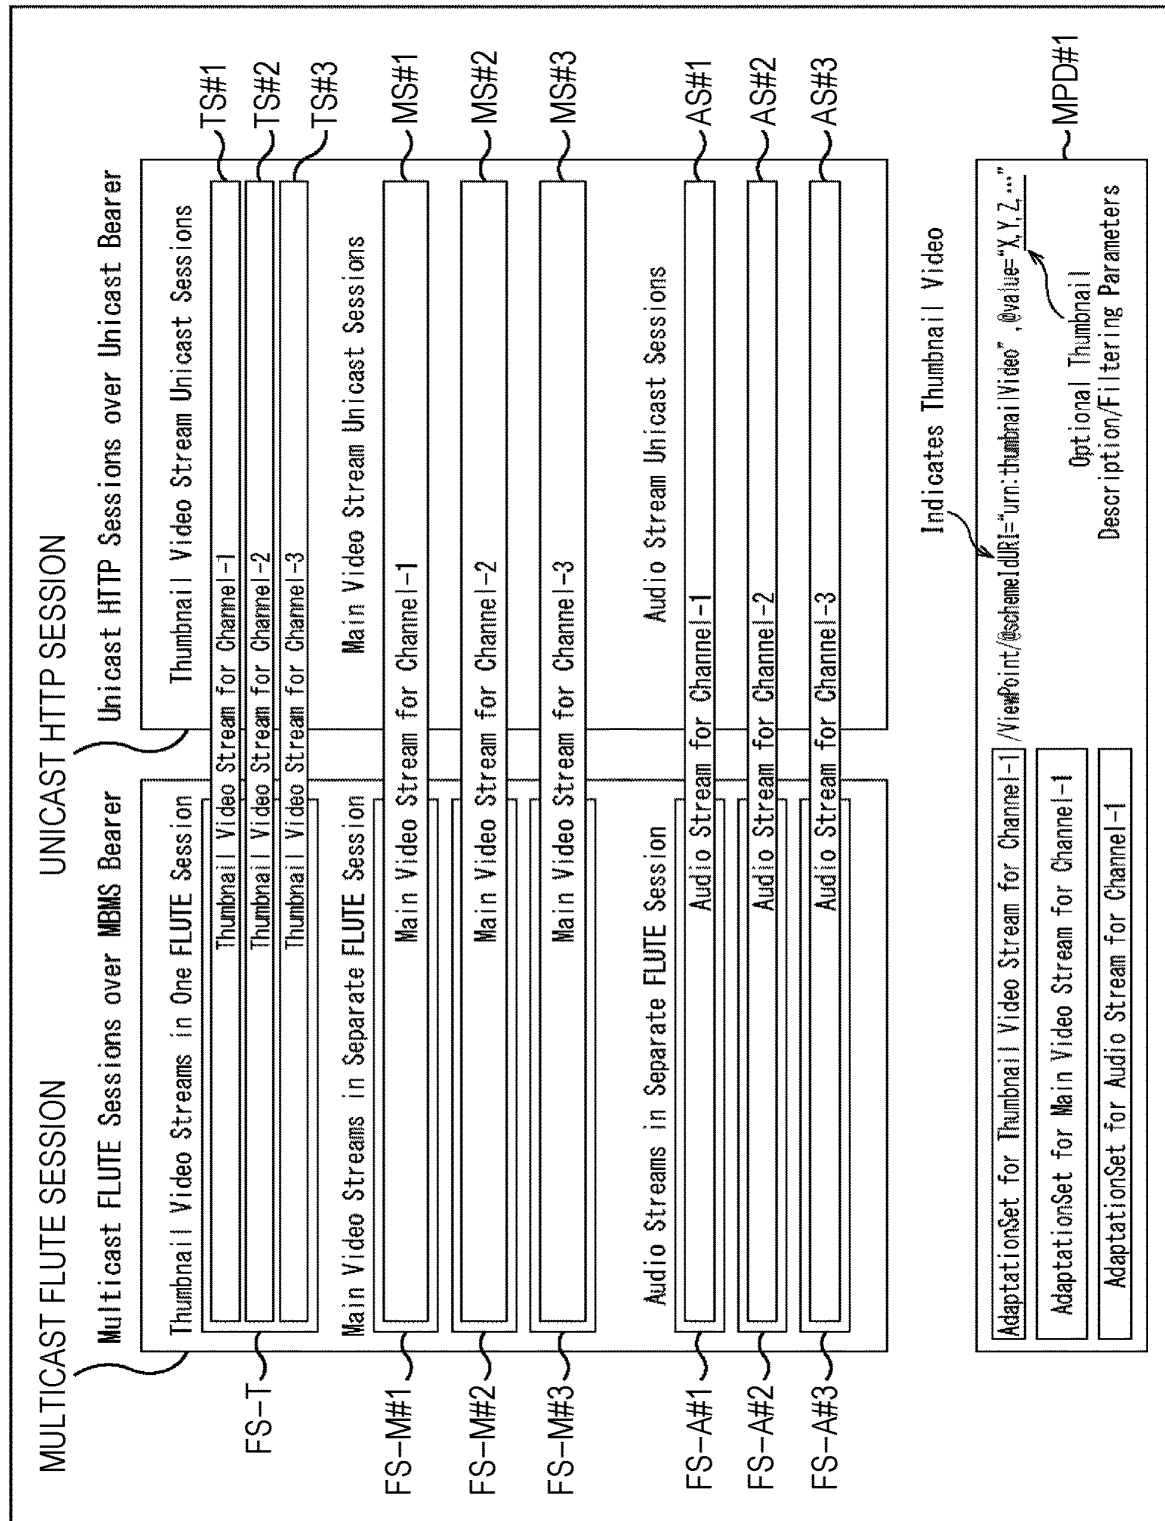 MULTICAST FLUTE SESSION
UNICAST HTTP SESSION
Multicast FLUTE Sessions over MBMS Bearer
Unicast HTTP Sessions over Unicast Bearer
Thumbnail Video Streams in One FLUTE Session
Thumbnail Video Stream Unicast Sessions
FS-T
Thumbnail Video Stream for Channel-1
TS#1
Thumbnail Video Stream for Channel-2
TS#2
Thumbnail Video Stream for Channel-3
TS#3
Main Video Streams in Separate FLUTE Session
Main Video Stream Unicast Sessions
FS-M#1
Main Video Stream for Channel-1
MS#1
FS-M#2
Main Video Stream for Channel-2
MS#2
FS-M#3
Main Video Stream for Channel-3
MS#3
Audio Streams in Separate FLUTE Session
Audio Stream Unicast Sessions
FS-A#1
Audio Stream for Channel-1
AS#1
FS-A#2
Audio Stream for Channel-2
AS#2
FS-A#3
Audio Stream for Channel-3
AS#3
Indicates Thumbnail Video
AdaptationSet for Thumbnail Video Stream for Channel-1 /ViewPoint/@schemeIdURI="urn:thumbnailVideo",@value="X,Y,Z,..."
MPD#1
AdaptationSet for Main Video Stream for Channel-1
Optional Thumbnail
Description/Filtering Parameters
AdaptationSet for Audio Stream for Channel-1